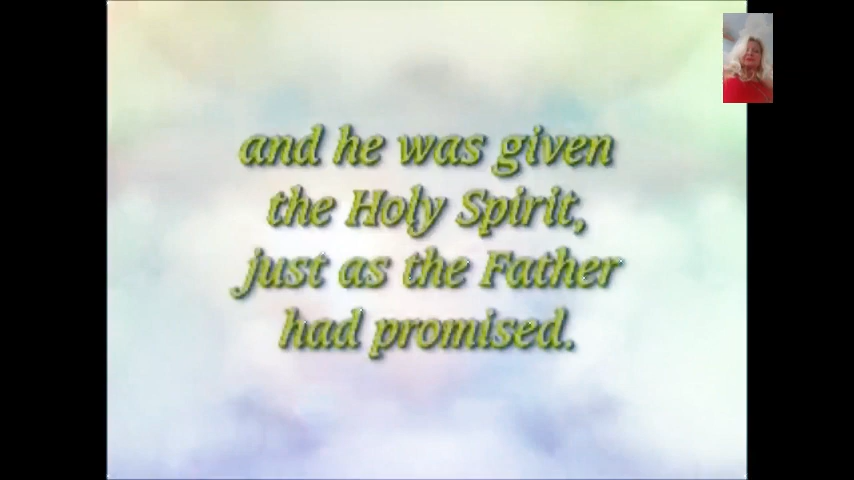 and he was given
the Holy Spirit,
just as the Father
had promised.